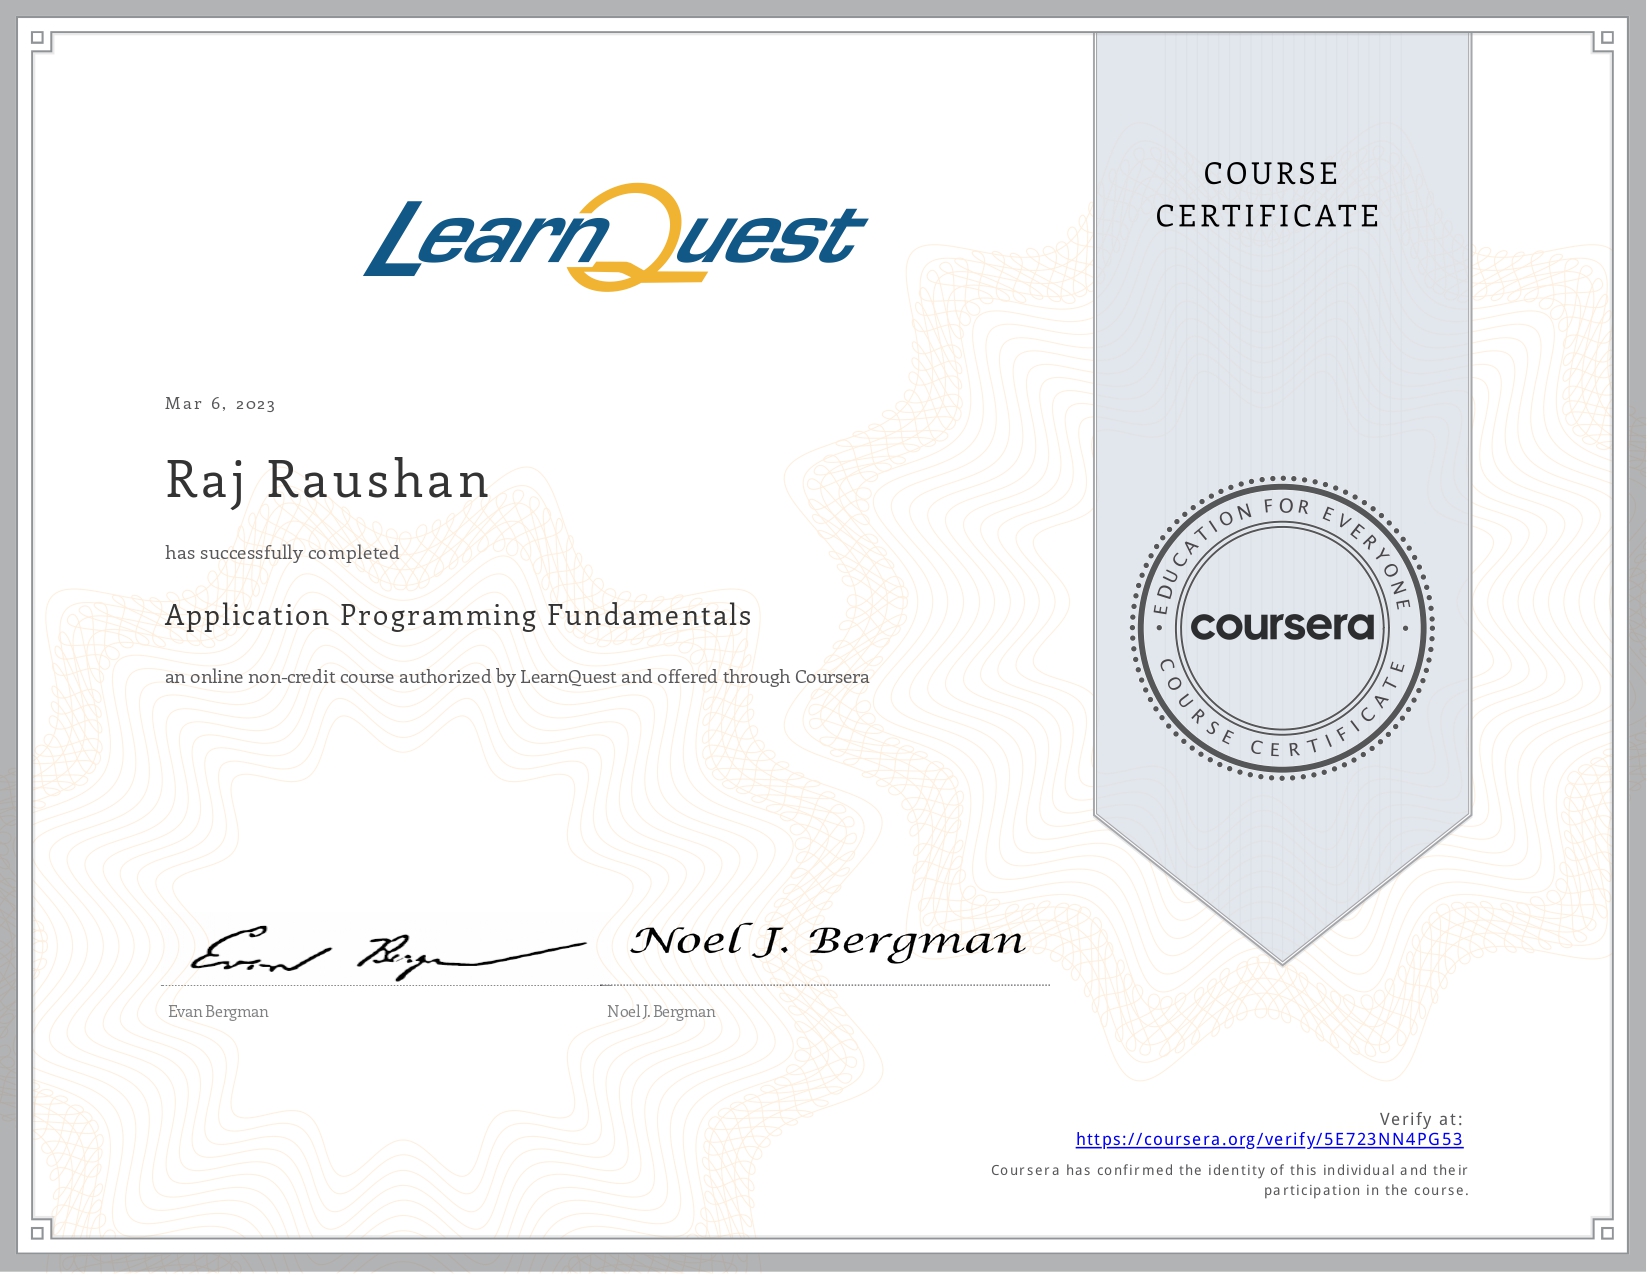 LearnQuest
COURSE
CERTIFICATE
Mar 6, 2023
Raj Raushan
has successfully completed
Application Programming Fundamentals
an online non-credit course authorized by LearnQuest and offered through Coursera
• EDUCATION FOR EVERYONE •
coursera
COURSE CERTIFICATE
Evan Bergman
Noel J. Bergman
Evan Bergman
Noel J. Bergman
Verify at:
https://coursera.org/verify/5E723NN4PG53
Coursera has confirmed the identity of this individual and their
participation in the course.